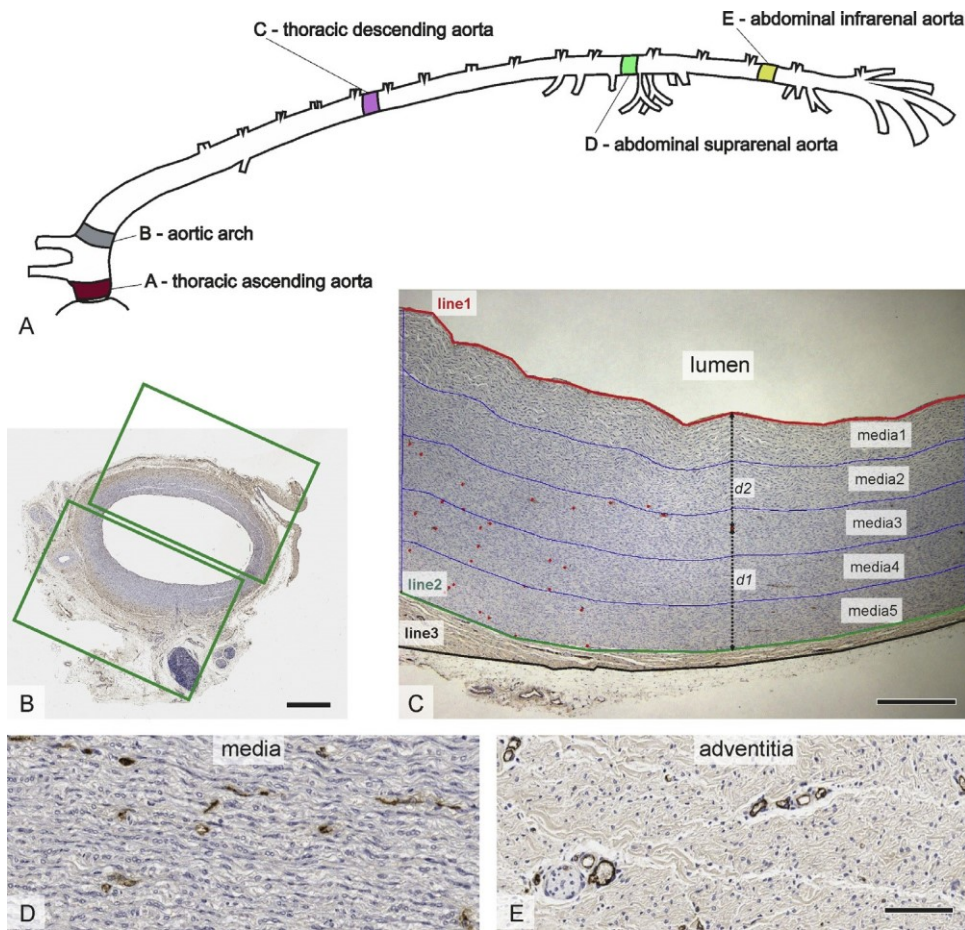 E - abdominal infrarenal aorta
C - thoracic descending aorta
D - abdominal suprarenal aorta
B - aortic arch
A - thoracic ascending aorta
A
line1
lumen
media1
media2
d2
media3
media4
d1
line2
media5
line3
B
C
media
adventitia
D
E